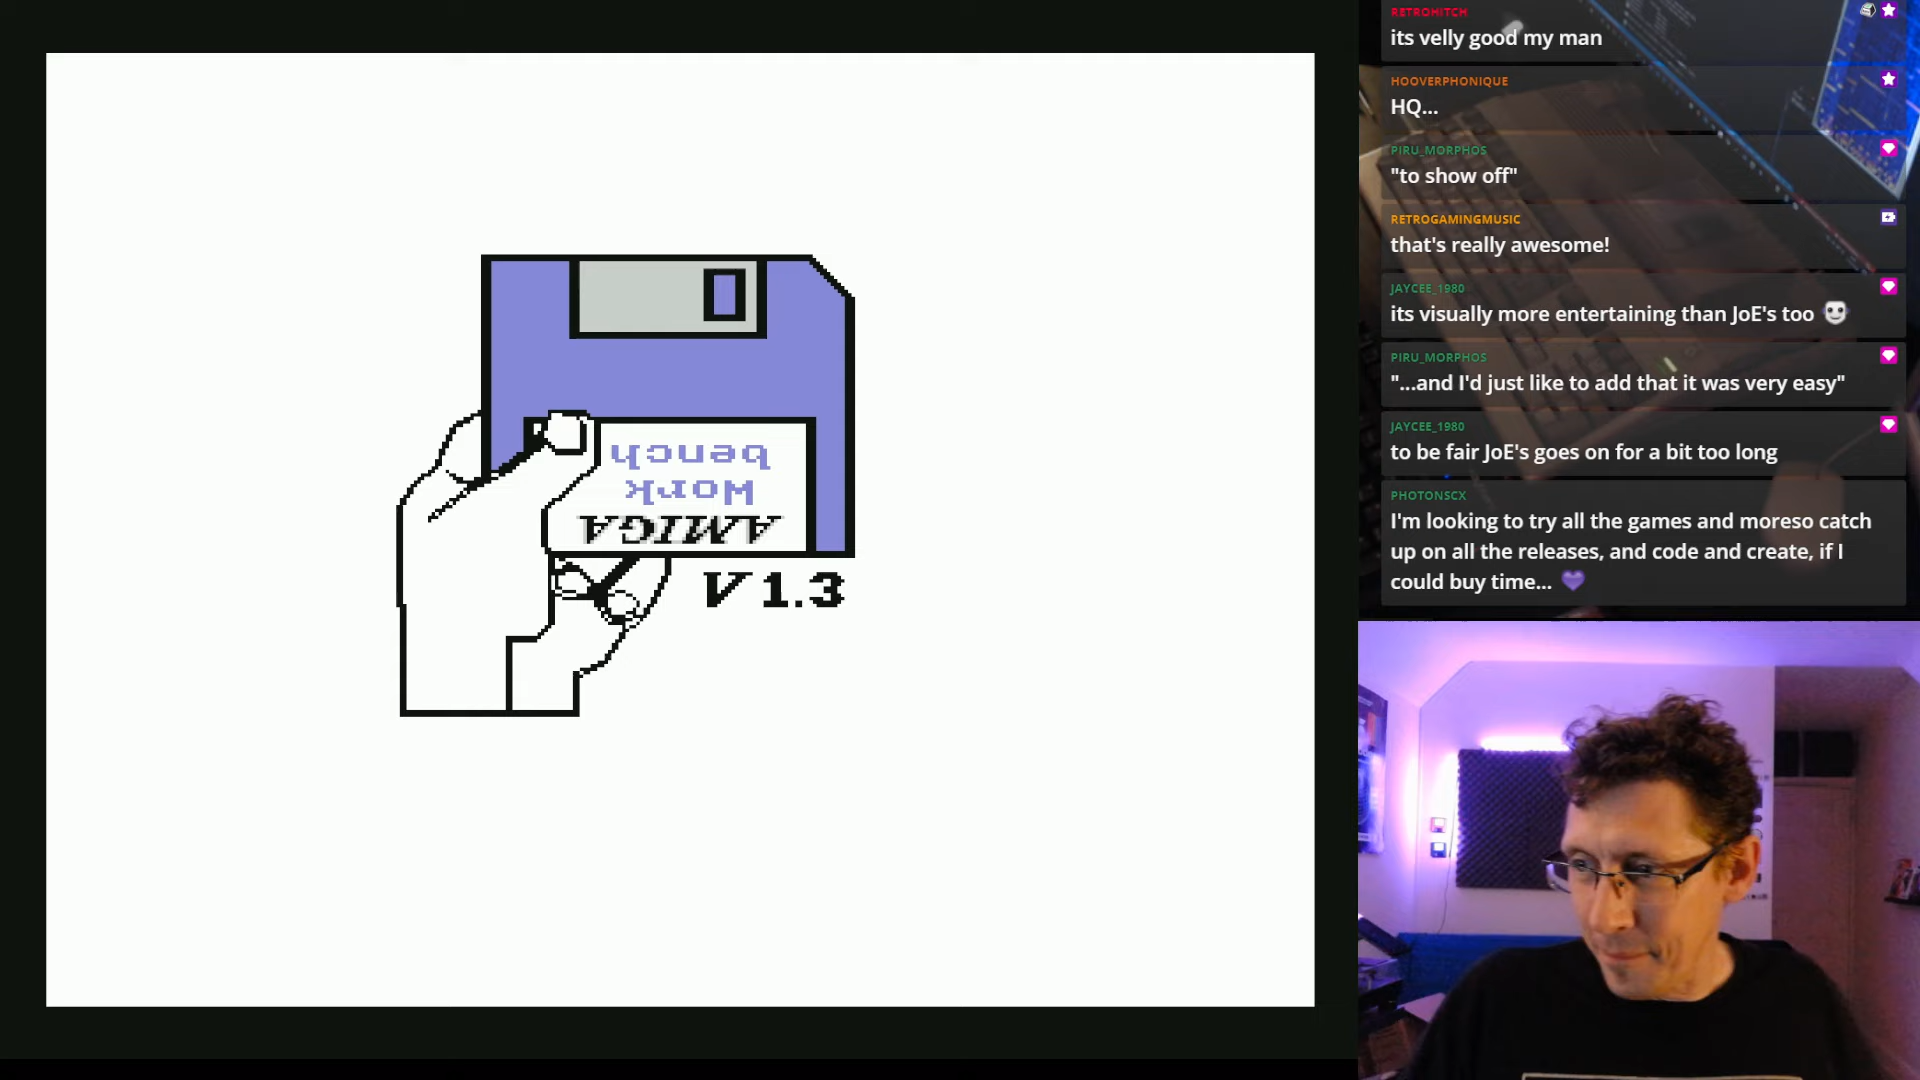 bench
Work
AMIGA
V1.3
RETROHITCH
its velly good my man
HOOVERPHONIQUE
HQ...
PIRU_MORPHOS
"to show off"
RETROGAMINGMUSIC
that's really awesome!
JAYCEE_1980
its visually more entertaining than JoE's too
PIRU_MORPHOS
"...and I'd just like to add that it was very easy"
JAYCEE_1980
to be fair JoE's goes on for a bit too long
PHOTONSCX
I'm looking to try all the games and moreso catch
up on all the releases, and code and create, if I
could buy time...